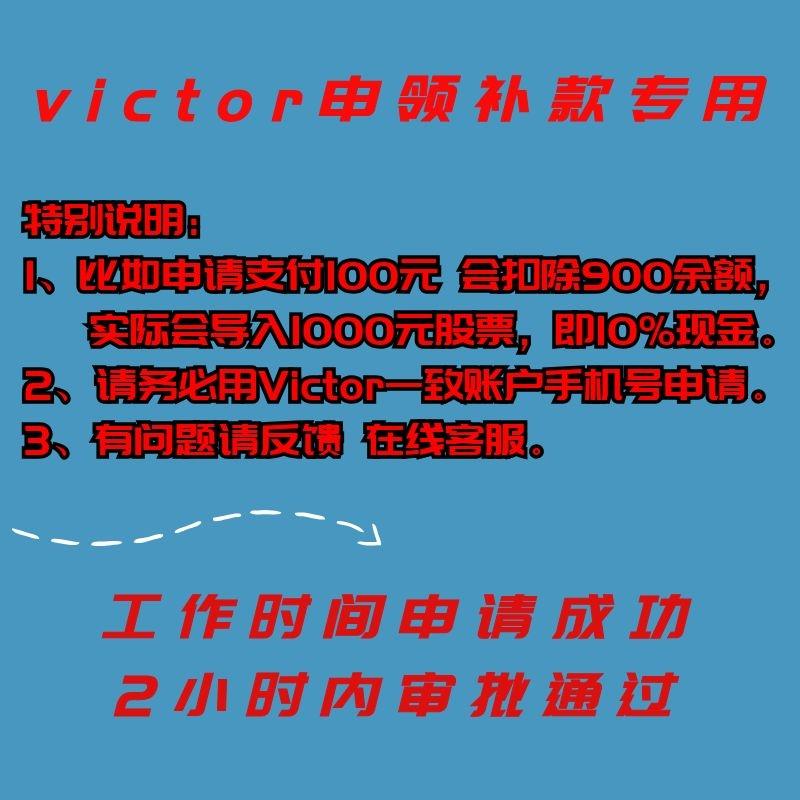 victor申领补款专用
特别说明：
1、比如申请支付100元 会扣除900余额，
实际会导入1000元股票，即10%现金。
2、请务必用Victor一致账户手机号申请。
3、有问题请反馈 在线客服。
工作时间申请成功
2小时内审批通过